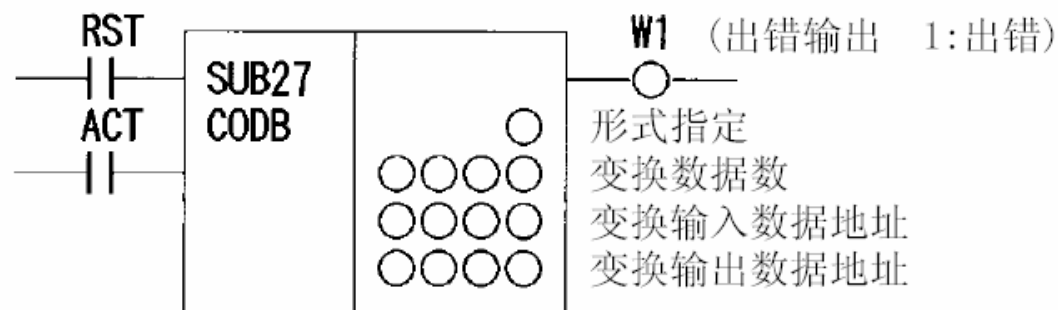 RST W1 (出错输出 1:出错)
SUB27
ACT CODB 形式指定
变换数据数
变换输入数据地址
变换输出数据地址